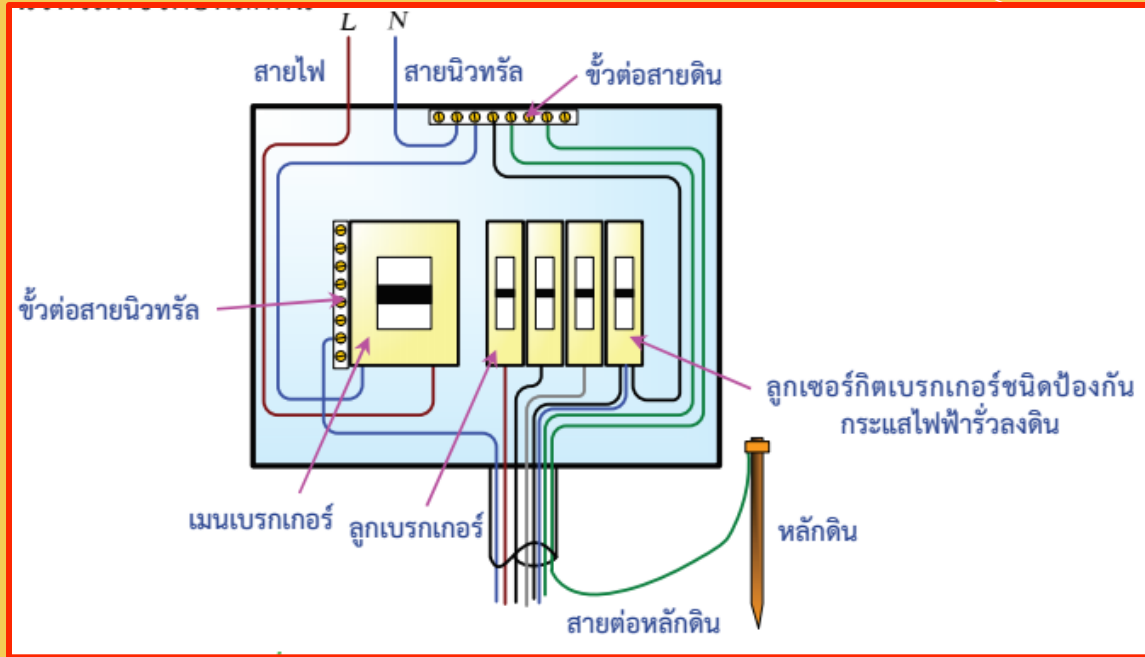 L N
สายไฟ
สายนิวทรัล
ขั้วต่อสายดิน
ขั้วต่อสายนิวทรัล
ลูกเซอร์กิตเบรกเกอร์ชนิดป้องกัน
กระแสไฟฟ้ารั่วลงดิน
เมนเบรกเกอร์
ลูกเบรกเกอร์
หลักดิน
สายต่อหลักดิน